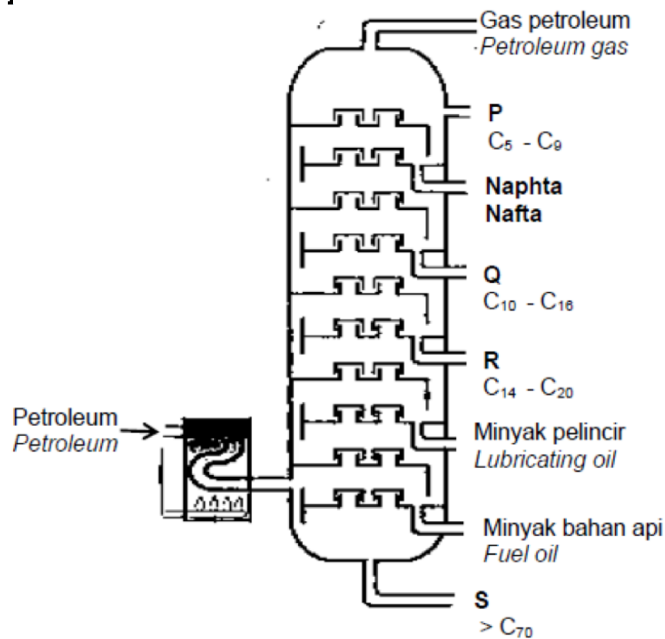 Gas petroleum
Petroleum gas
P
C₅ - C₉
Naphta
Nafta
Q
C₁₀ - C₁₆
R
C₁₄ - C₂₀
Petroleum
Petroleum
Minyak pelincir
Lubricating oil
Minyak bahan api
Fuel oil
S
> C₇₀